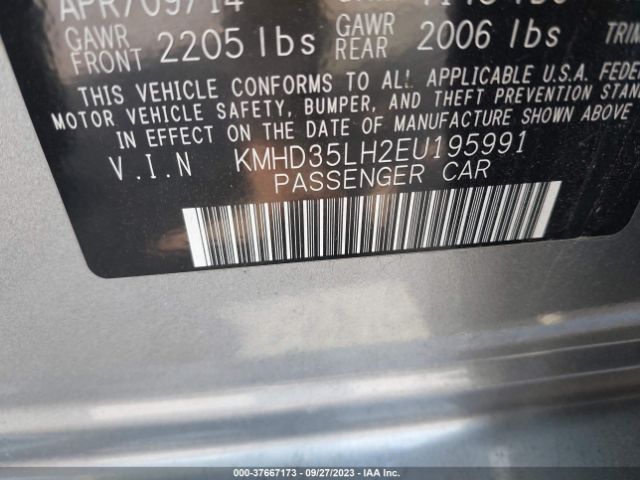 APR/09/14
GAWR FRONT 2205 lbs GAWR REAR 2006 lbs TRIM
THIS VEHICLE CONFORMS TO ALL APPLICABLE U.S.A. FEDE
MOTOR VEHICLE SAFETY, BUMPER, AND THEFT PREVENTION STAN
IN EFFECT ON THE DATE OF MANUFACTURE SHOWN ABOVE
V.I.N KMHD35LH2EU195991
PASSENGER CAR
000-37667173 | 09/27/2023 | IAA Inc.